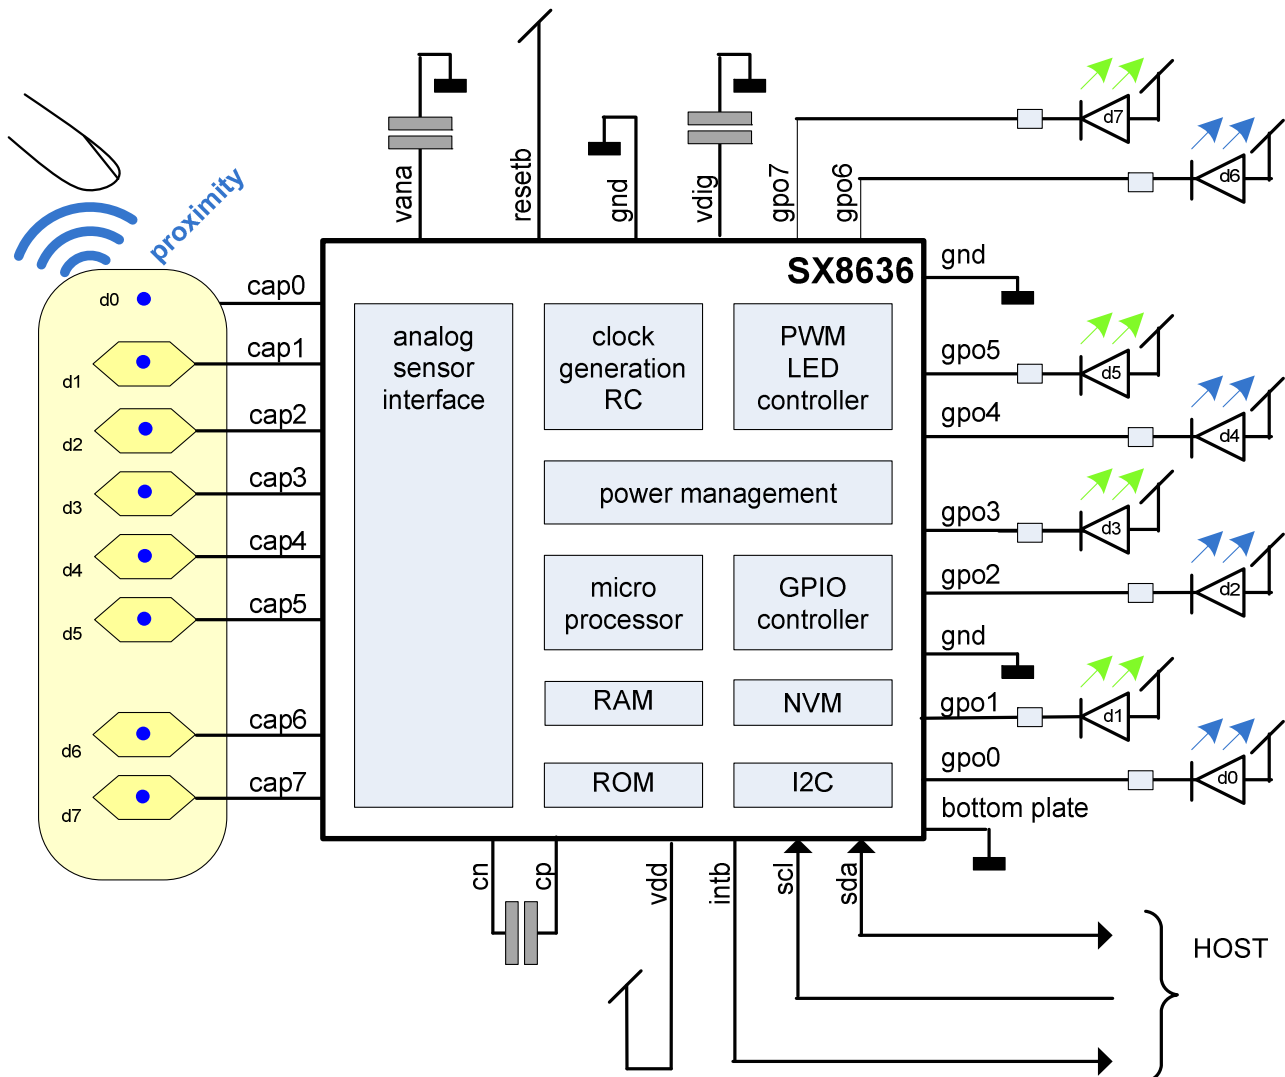 vana
resetb
gnd
vdig
gpo7
gpo6
d7
d6
proximity
SX8636
gnd
d0
cap0
cap1
d1
cap2
d2
cap3
d3
cap4
d4
cap5
d5
cap6
d6
cap7
d7
analog
sensor
interface
clock
generation
RC
PWM
LED
controller
power management
micro
processor
GPIO
controller
RAM
NVM
ROM
I2C
gpo5
d5
gpo4
d4
gpo3
d3
gpo2
d2
gnd
gpo1
d1
gpo0
d0
bottom plate
cn
cp
vdd
intb
scl
sda
HOST